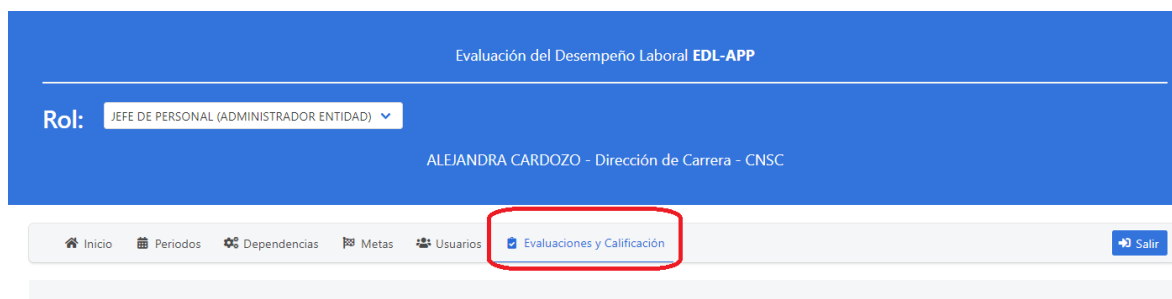 Evaluación del Desempeño Laboral EDL-APP
Rol: JEFE DE PERSONAL (ADMINISTRADOR ENTIDAD)
ALEJANDRA CARDOZO - Dirección de Carrera - CNSC
Inicio Periodos Dependencias Metas Usuarios Evaluaciones y Calificación Salir